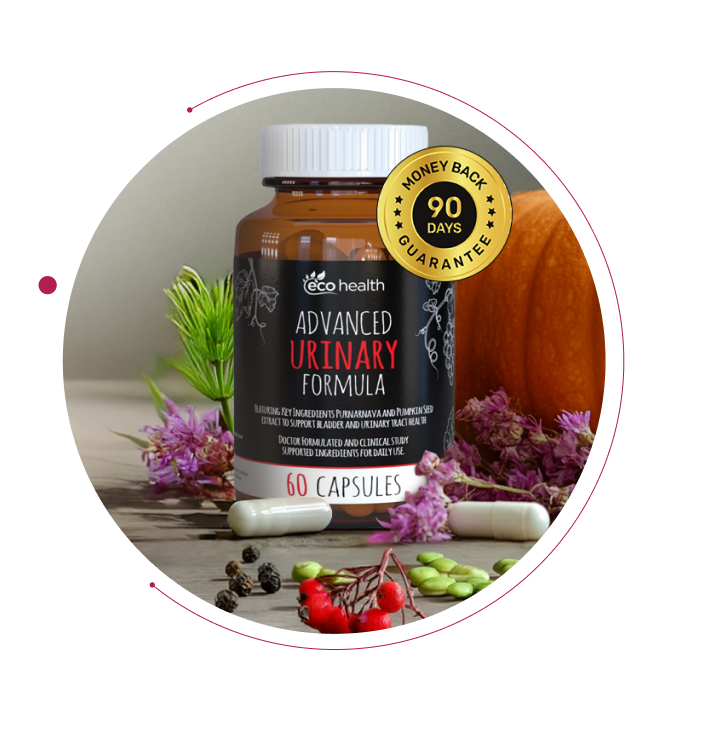 MONEY BACK
90
DAYS
GUARANTEE
eco health
ADVANCED
URINARY
FORMULA
FEATURING KEY INGREDIENTS PURNARNAVA AND PUMPKIN SEED
EXTRACT TO SUPPORT BLADDER AND URINARY TRACT HEALTH
DOCTOR FORMULATED AND CLINICAL STUDY
SUPPORTED INGREDIENTS FOR DAILY USE.
60 CAPSULES